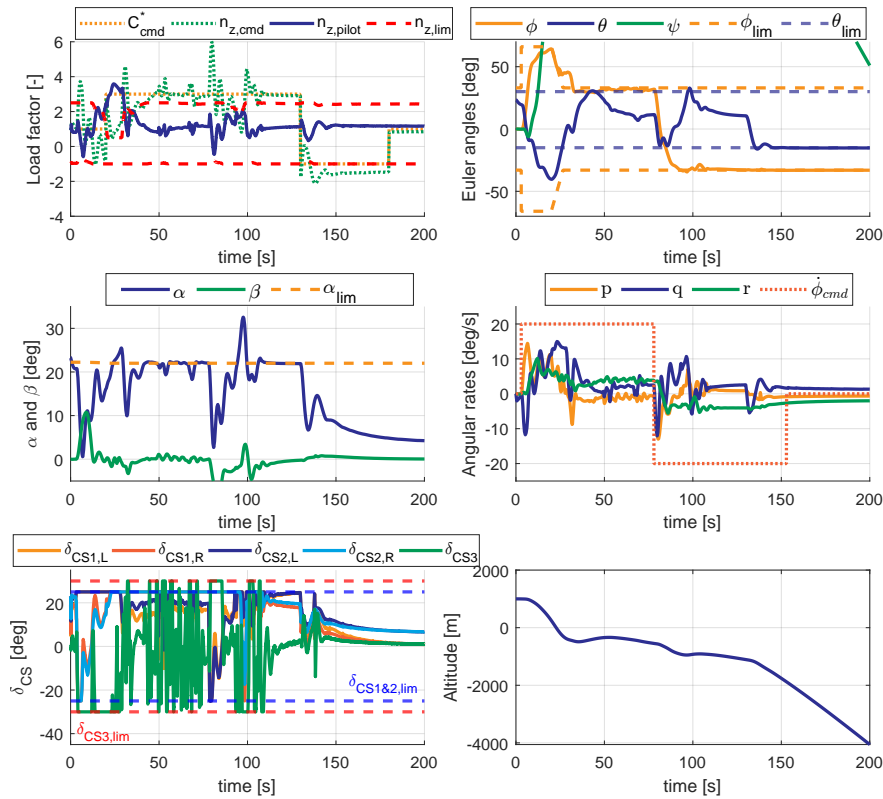 C*cmd nz,cmd nz,pilot nz,lim
6
4
2
0
-2
-4
Load factor [-]
0 50 100 150 200
time [s]
ϕ θ ψ ϕlim θlim
50
0
-50
Euler angles [deg]
0 50 100 150 200
time [s]
α β αlim
30
20
10
0
α and β [deg]
0 50 100 150 200
time [s]
p q r ϕ̇cmd
20
10
0
-10
-20
Angular rates [deg/s]
0 50 100 150 200
time [s]
δCS1,L δCS1,R δCS2,L δCS2,R δCS3
20
0
-20
-40
δCS [deg]
δCS1&2,lim
δCS3,lim
0 50 100 150 200
time [s]
2000
0
-2000
-4000
Altitude [m]
0 50 100 150 200
time [s]